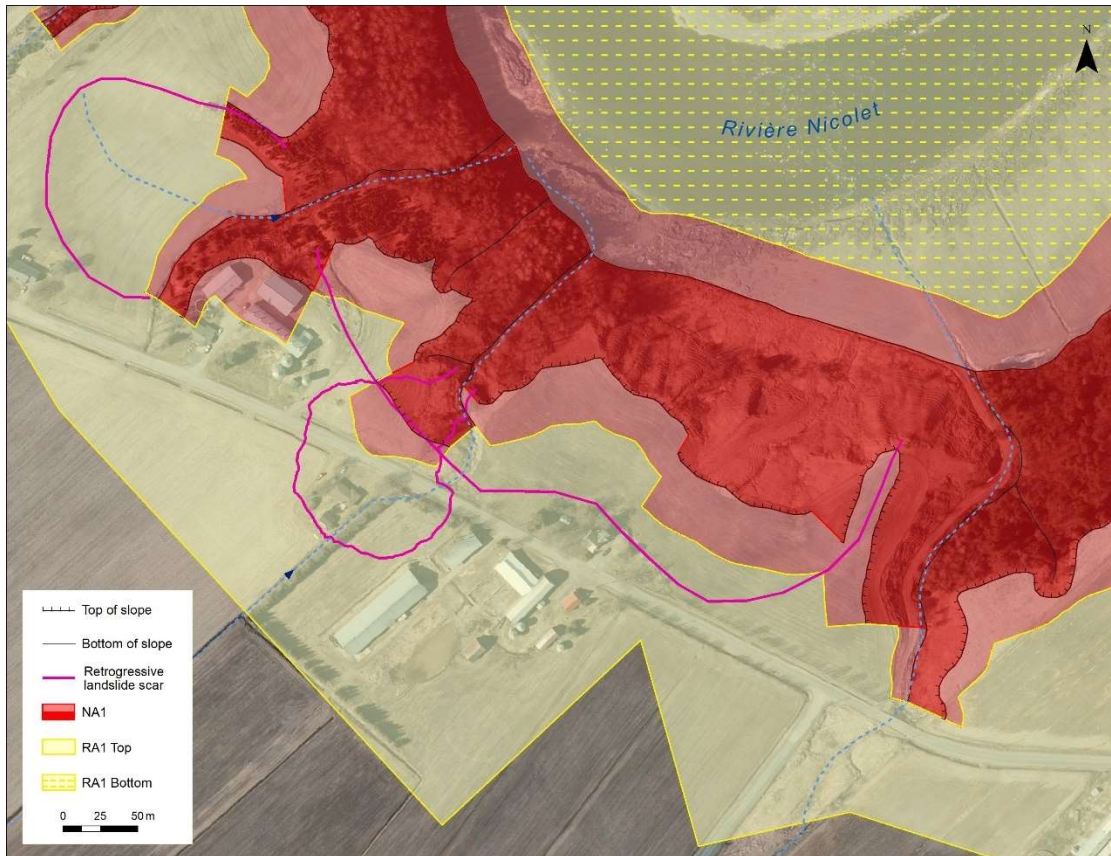 N
Rivière Nicolet
Top of slope
Bottom of slope
Retrogressive
landslide scar
NA1
RA1 Top
RA1 Bottom
0 25 50 m